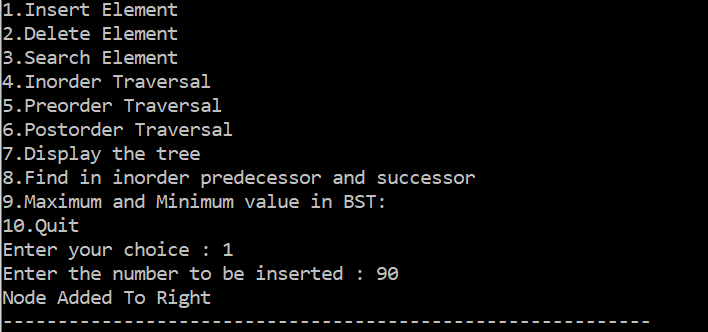 1.Insert Element
2.Delete Element
3.Search Element
4.Inorder Traversal
5.Preorder Traversal
6.Postorder Traversal
7.Display the tree
8.Find in inorder predecessor and successor
9.Maximum and Minimum value in BST:
10.Quit
Enter your choice : 1
Enter the number to be inserted : 90
Node Added To Right
------------------------------------------------------------